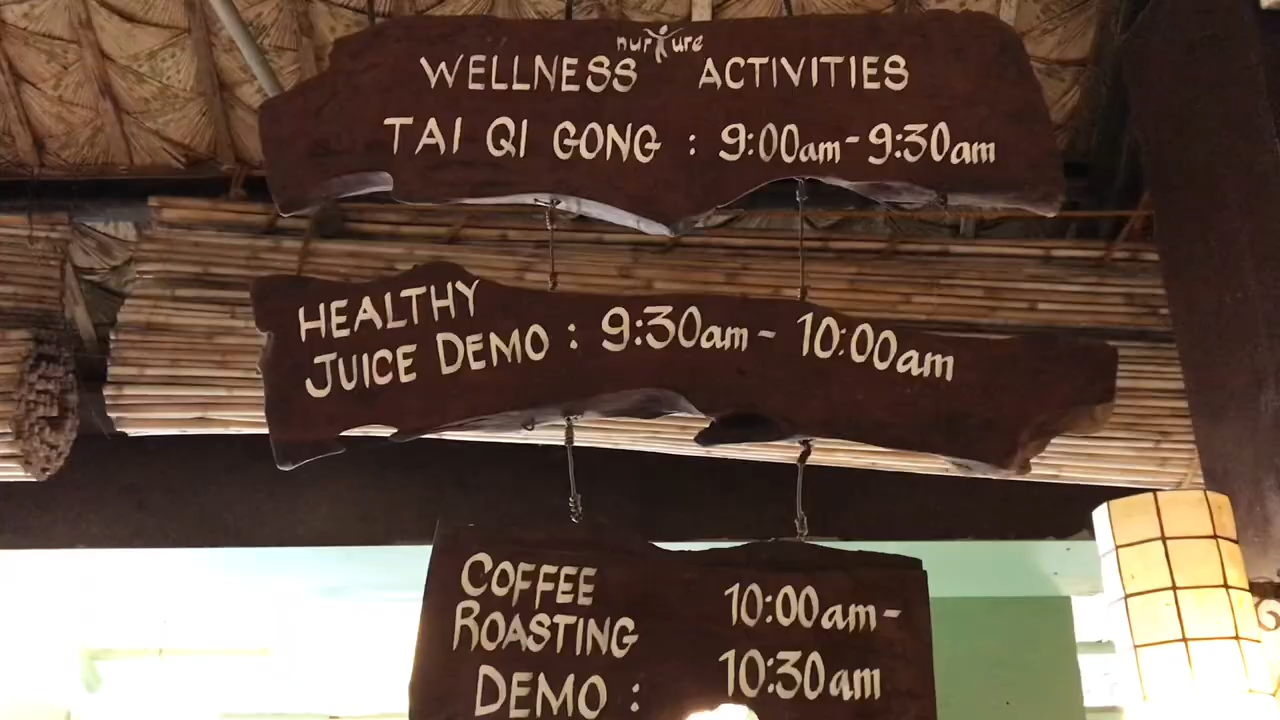 nurture
WELLNESS ACTIVITIES
TAI QI GONG : 9:00am-9:30am
HEALTHY
JUICE DEMO : 9:30am - 10:00am
COFFEE
ROASTING
DEMO :
10:00am-
10:30am